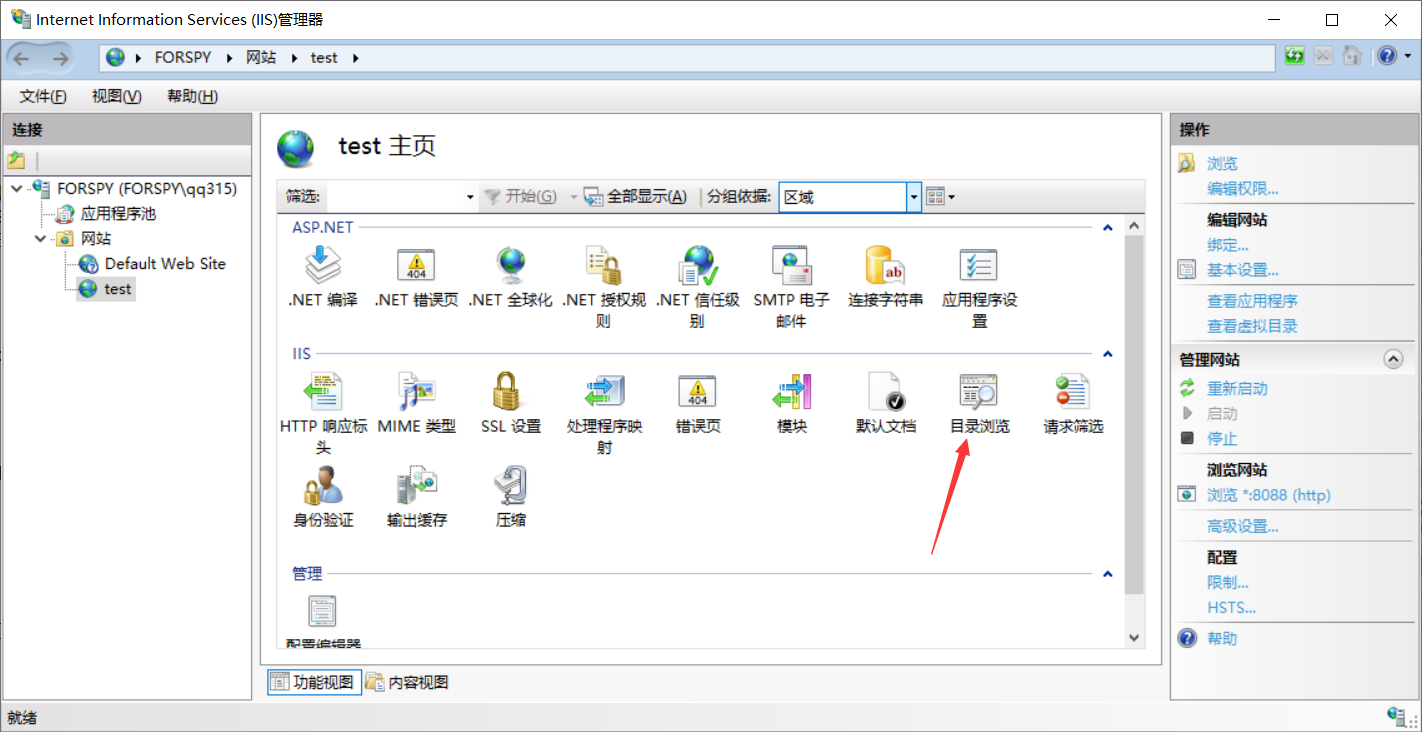 Internet Information Services (IIS)管理器
FORSPY 网站 test
文件(F) 视图(V) 帮助(H)
连接
FORSPY (FORSPY\qq315)
应用程序池
网站
Default Web Site
test
test 主页
筛选: 开始(G) 全部显示(A) 分组依据: 区域
ASP.NET
.NET 编译 .NET 错误页 .NET 全球化 .NET 授权规 .NET 信任级 SMTP 电子 连接字符串 应用程序设
则 别 邮件 置
IIS
HTTP 响应标 MIME 类型 SSL 设置 处理程序映 错误页 模块 默认文档 目录浏览 请求筛选
头 射
身份验证 输出缓存 压缩
管理
配置编辑器
功能视图 内容视图
操作
浏览
编辑权限...
编辑网站
绑定...
基本设置...
查看应用程序
查看虚拟目录
管理网站
重新启动
启动
停止
浏览网站
浏览 *:8088 (http)
高级设置...
配置
限制...
HSTS...
帮助
就绪